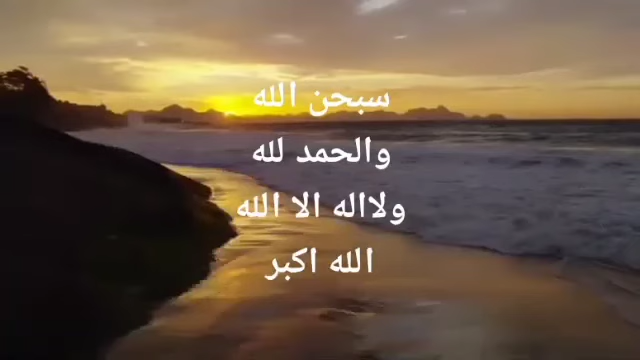 سبحن الله
والحمد لله
ولااله الا الله
الله اكبر